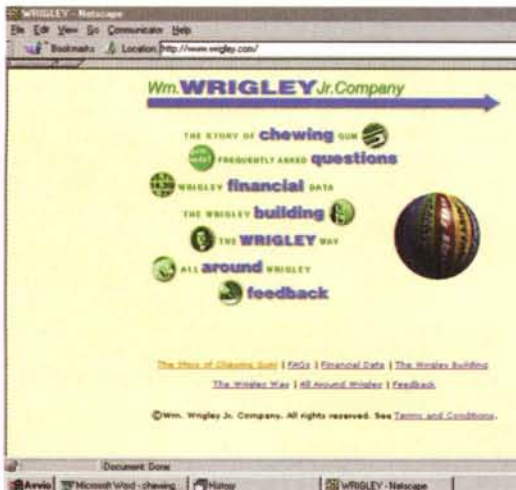 WRIGLEY - Netscape
File Edit View Go Communicator Help
Bookmarks Location: http://www.wrigley.com/
Wm. WRIGLEY Jr. Company
THE STORY OF chewing GUM
FREQUENTLY ASKED questions
WRIGLEY financial DATA
THE WRIGLEY building
THE WRIGLEY WAY
ALL around WRIGLEY
feedback
The Story of Chewing Gum | FAQs | Financial Data | The Wrigley Building
The Wrigley Way | All Around Wrigley | Feedback
©Wm. Wrigley Jr. Company. All rights reserved. See Terms and Conditions.
Document: Done
Avvio Microsoft Word - chewing History WRIGLEY - Netscape